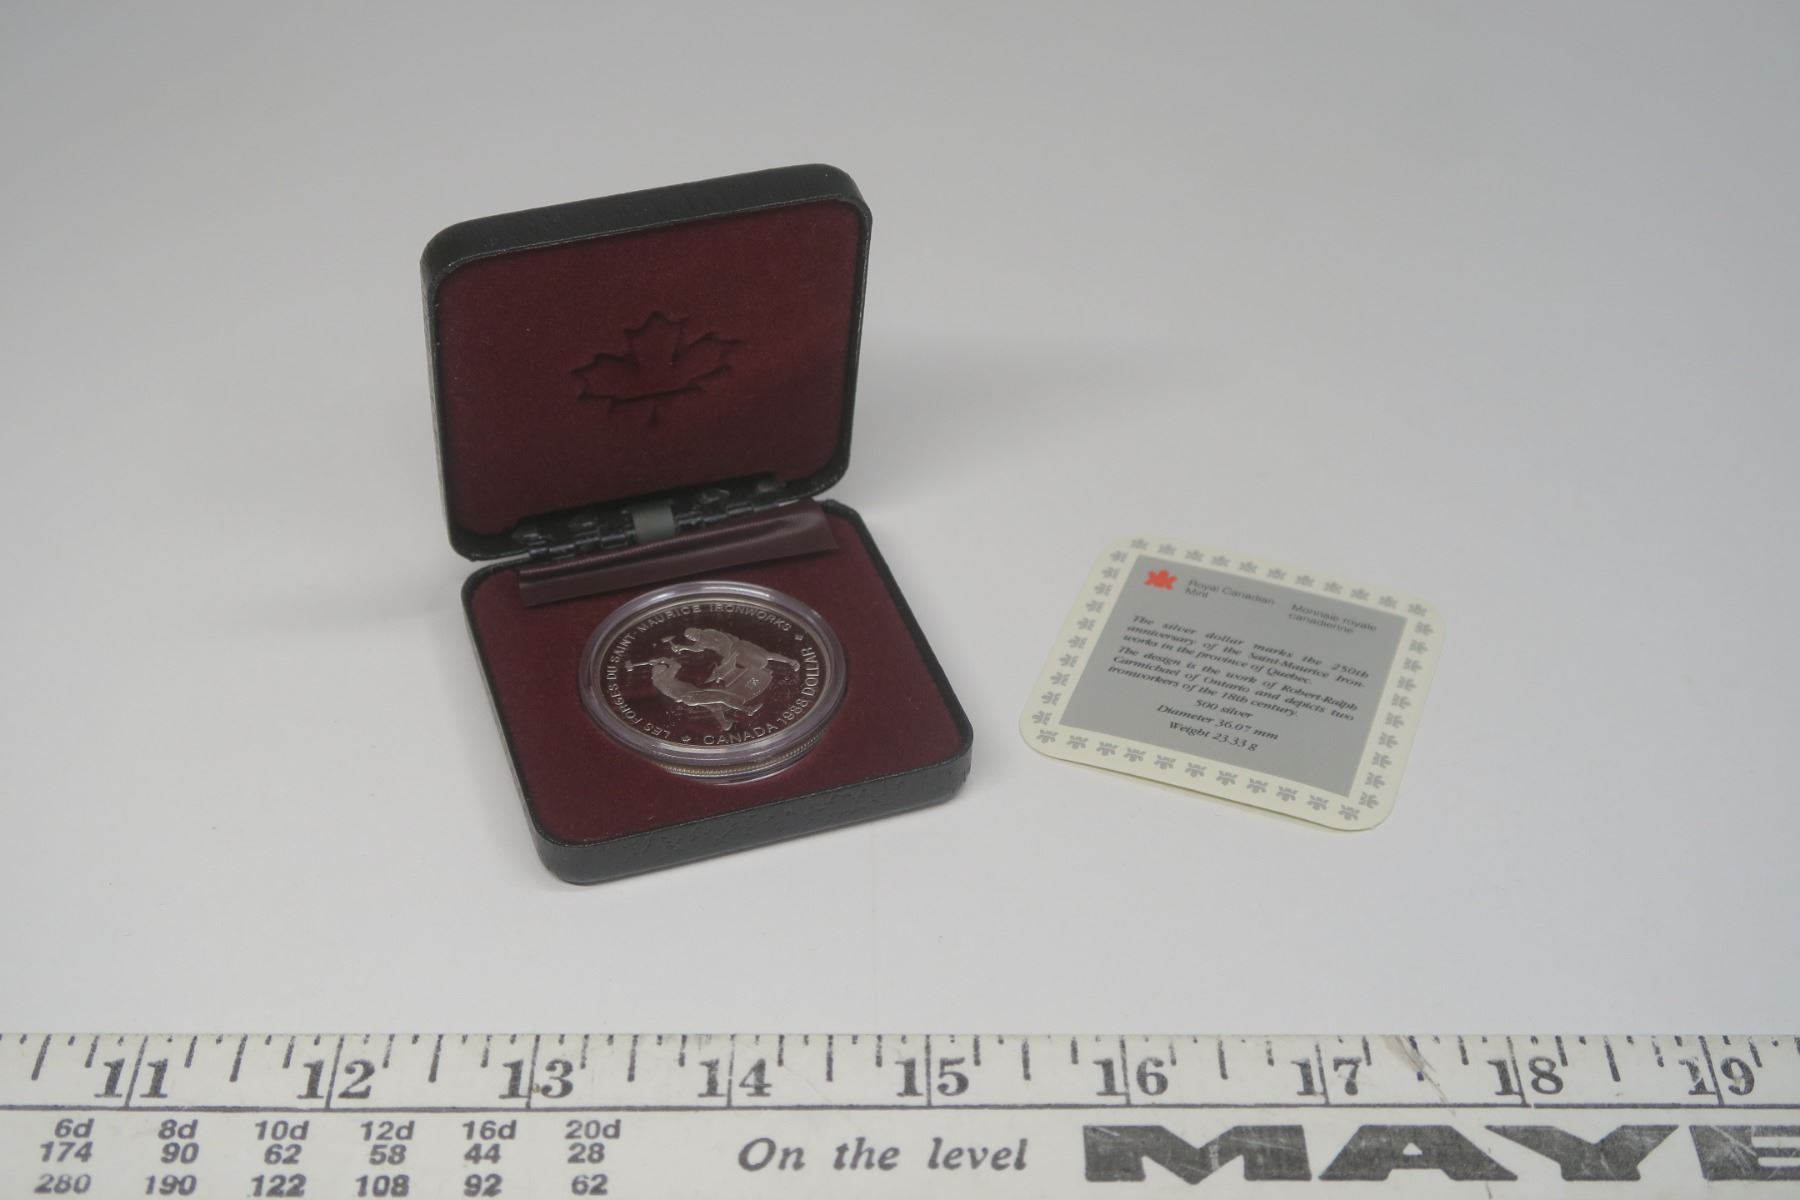 LES FORGES DU SAINT-MAURICE IRONWORKS
CANADA 1988 DOLLAR
Royal Canadian
Mint
Monnaie royale
canadienne
The silver dollar marks the 250th
anniversary of the Saint-Maurice Iron-
works in the province of Quebec.
The design is the work of Robert-Ralph
Carmichael of Ontario and depicts two
ironworkers of the 18th century.
500 silver
Diameter 36.07 mm
Weight 23.33 g
11 12 13 14 15 16 17 18 19
6d 8d 10d 12d 16d 20d
174 90 62 58 44 28
280 190 122 108 92 62
On the level
MAYE